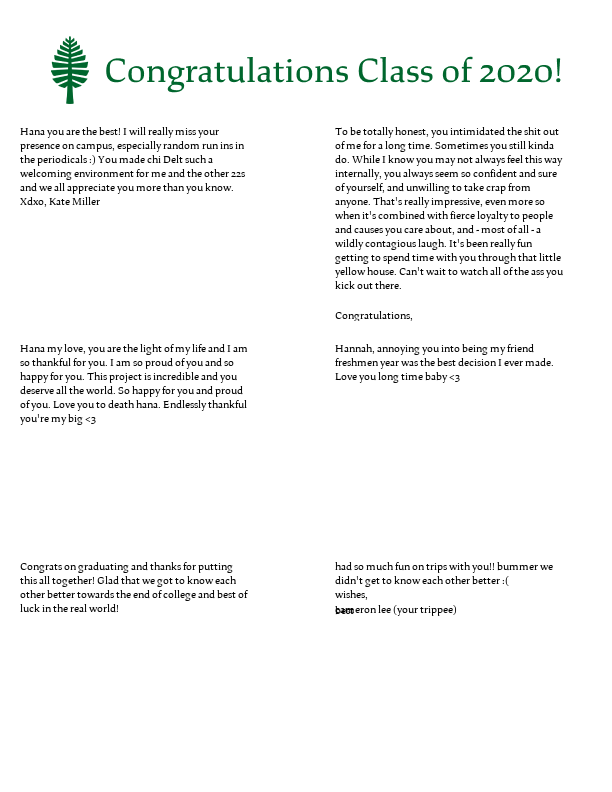 Congratulations Class of 2020!
Hana you are the best! I will really miss your
presence on campus, especially random run ins in
the periodicals :) You made chi Delt such a
welcoming environment for me and the other 22s
and we all appreciate you more than you know.
Xdxo, Kate Miller
To be totally honest, you intimidated the shit out
of me for a long time. Sometimes you still kinda
do. While I know you may not always feel this way
internally, you always seem so confident and sure
of yourself, and unwilling to take crap from
anyone. That's really impressive, even more so
when it's combined with fierce loyalty to people
and causes you care about, and - most of all - a
wildly contagious laugh. It's been really fun
getting to spend time with you through that little
yellow house. Can't wait to watch all of the ass you
kick out there.
Congratulations,
Hana my love, you are the light of my life and I am
so thankful for you. I am so proud of you and so
happy for you. This project is incredible and you
deserve all the world. So happy for you and proud
of you. Love you to death hana. Endlessly thankful
you're my big <3
Hannah, annoying you into being my friend
freshmen year was the best decision I ever made.
Love you long time baby <3
Congrats on graduating and thanks for putting
this all together! Glad that we got to know each
other better towards the end of college and best of
luck in the real world!
had so much fun on trips with you!! bummer we
didn't get to know each other better :(
wishes,
lee (your trippee)